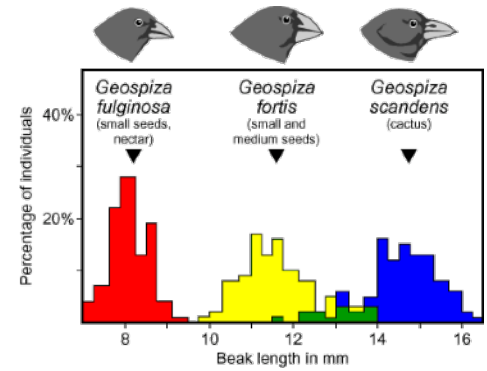 Geospiza
fulginosa
(small seeds,
nectar)
Geospiza
fortis
(small and
medium seeds)
Geospiza
scandens
(cactus)
Percentage of individuals
40%
20%
8
10
12
14
16
Beak length in mm